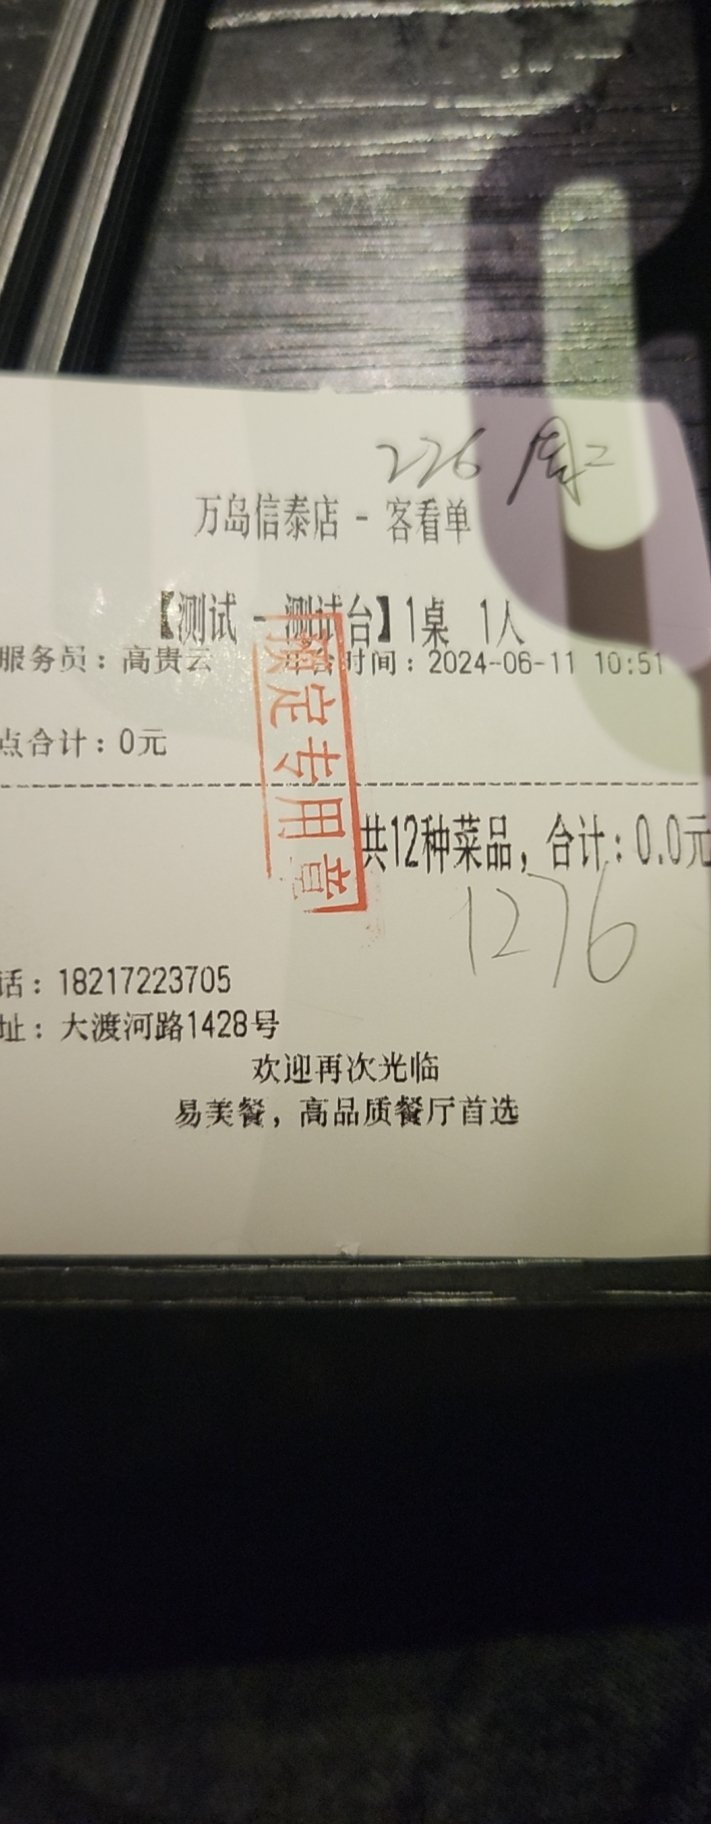 226 周二
万岛信泰店 - 客看单
【测试 - 测试台】1桌 1人
服务员：高贵云 开台时间：2024-06-11 10:51
点合计：0元
预定专用章
共12种菜品，合计：0.0元
1276
话：18217223705
址：大渡河路1428号
欢迎再次光临
易美餐，高品质餐厅首选